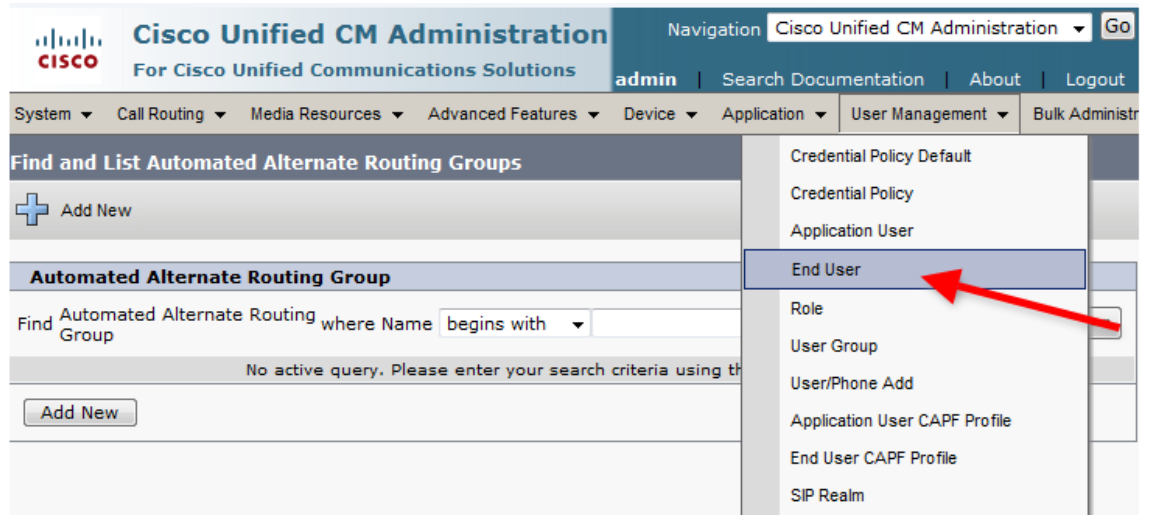 Cisco Unified CM Administration
For Cisco Unified Communications Solutions
CISCO
Navigation Cisco Unified CM Administration Go
admin | Search Documentation | About | Logout
System Call Routing Media Resources Advanced Features Device Application User Management Bulk Administr
Find and List Automated Alternate Routing Groups
Add New
Automated Alternate Routing Group
Find Automated Alternate Routing Group where Name begins with
No active query. Please enter your search criteria using th
Add New
Credential Policy Default
Credential Policy
Application User
End User
Role
User Group
User/Phone Add
Application User CAPF Profile
End User CAPF Profile
SIP Realm